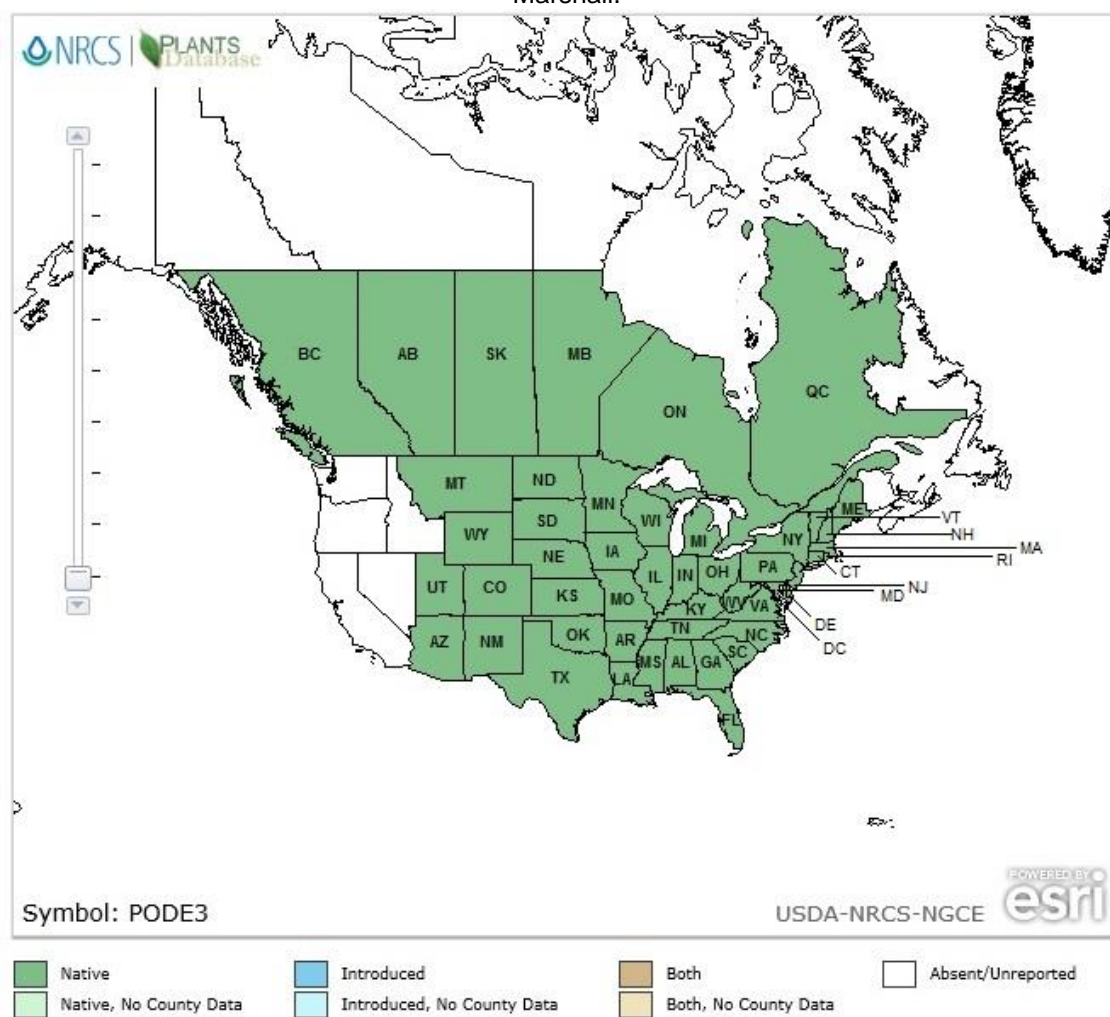 Marshall.
NRCS | PLANTS
Database
BC
AB
SK
MB
ON
QC
MT
ND
MN
WI
MI
ME
VT
NH
MA
RI
CT
NY
PA
NJ
MD
DE
DC
SD
WY
NE
IA
IL
IN
OH
WV
VA
UT
CO
KS
MO
KY
NC
TN
SC
AZ
NM
OK
AR
MS
AL
GA
TX
LA
FL
Symbol: PODE3
USDA-NRCS-NGCE
POWERED BY
esri
Native
Introduced
Both
Absent/Unreported
Native, No County Data
Introduced, No County Data
Both, No County Data